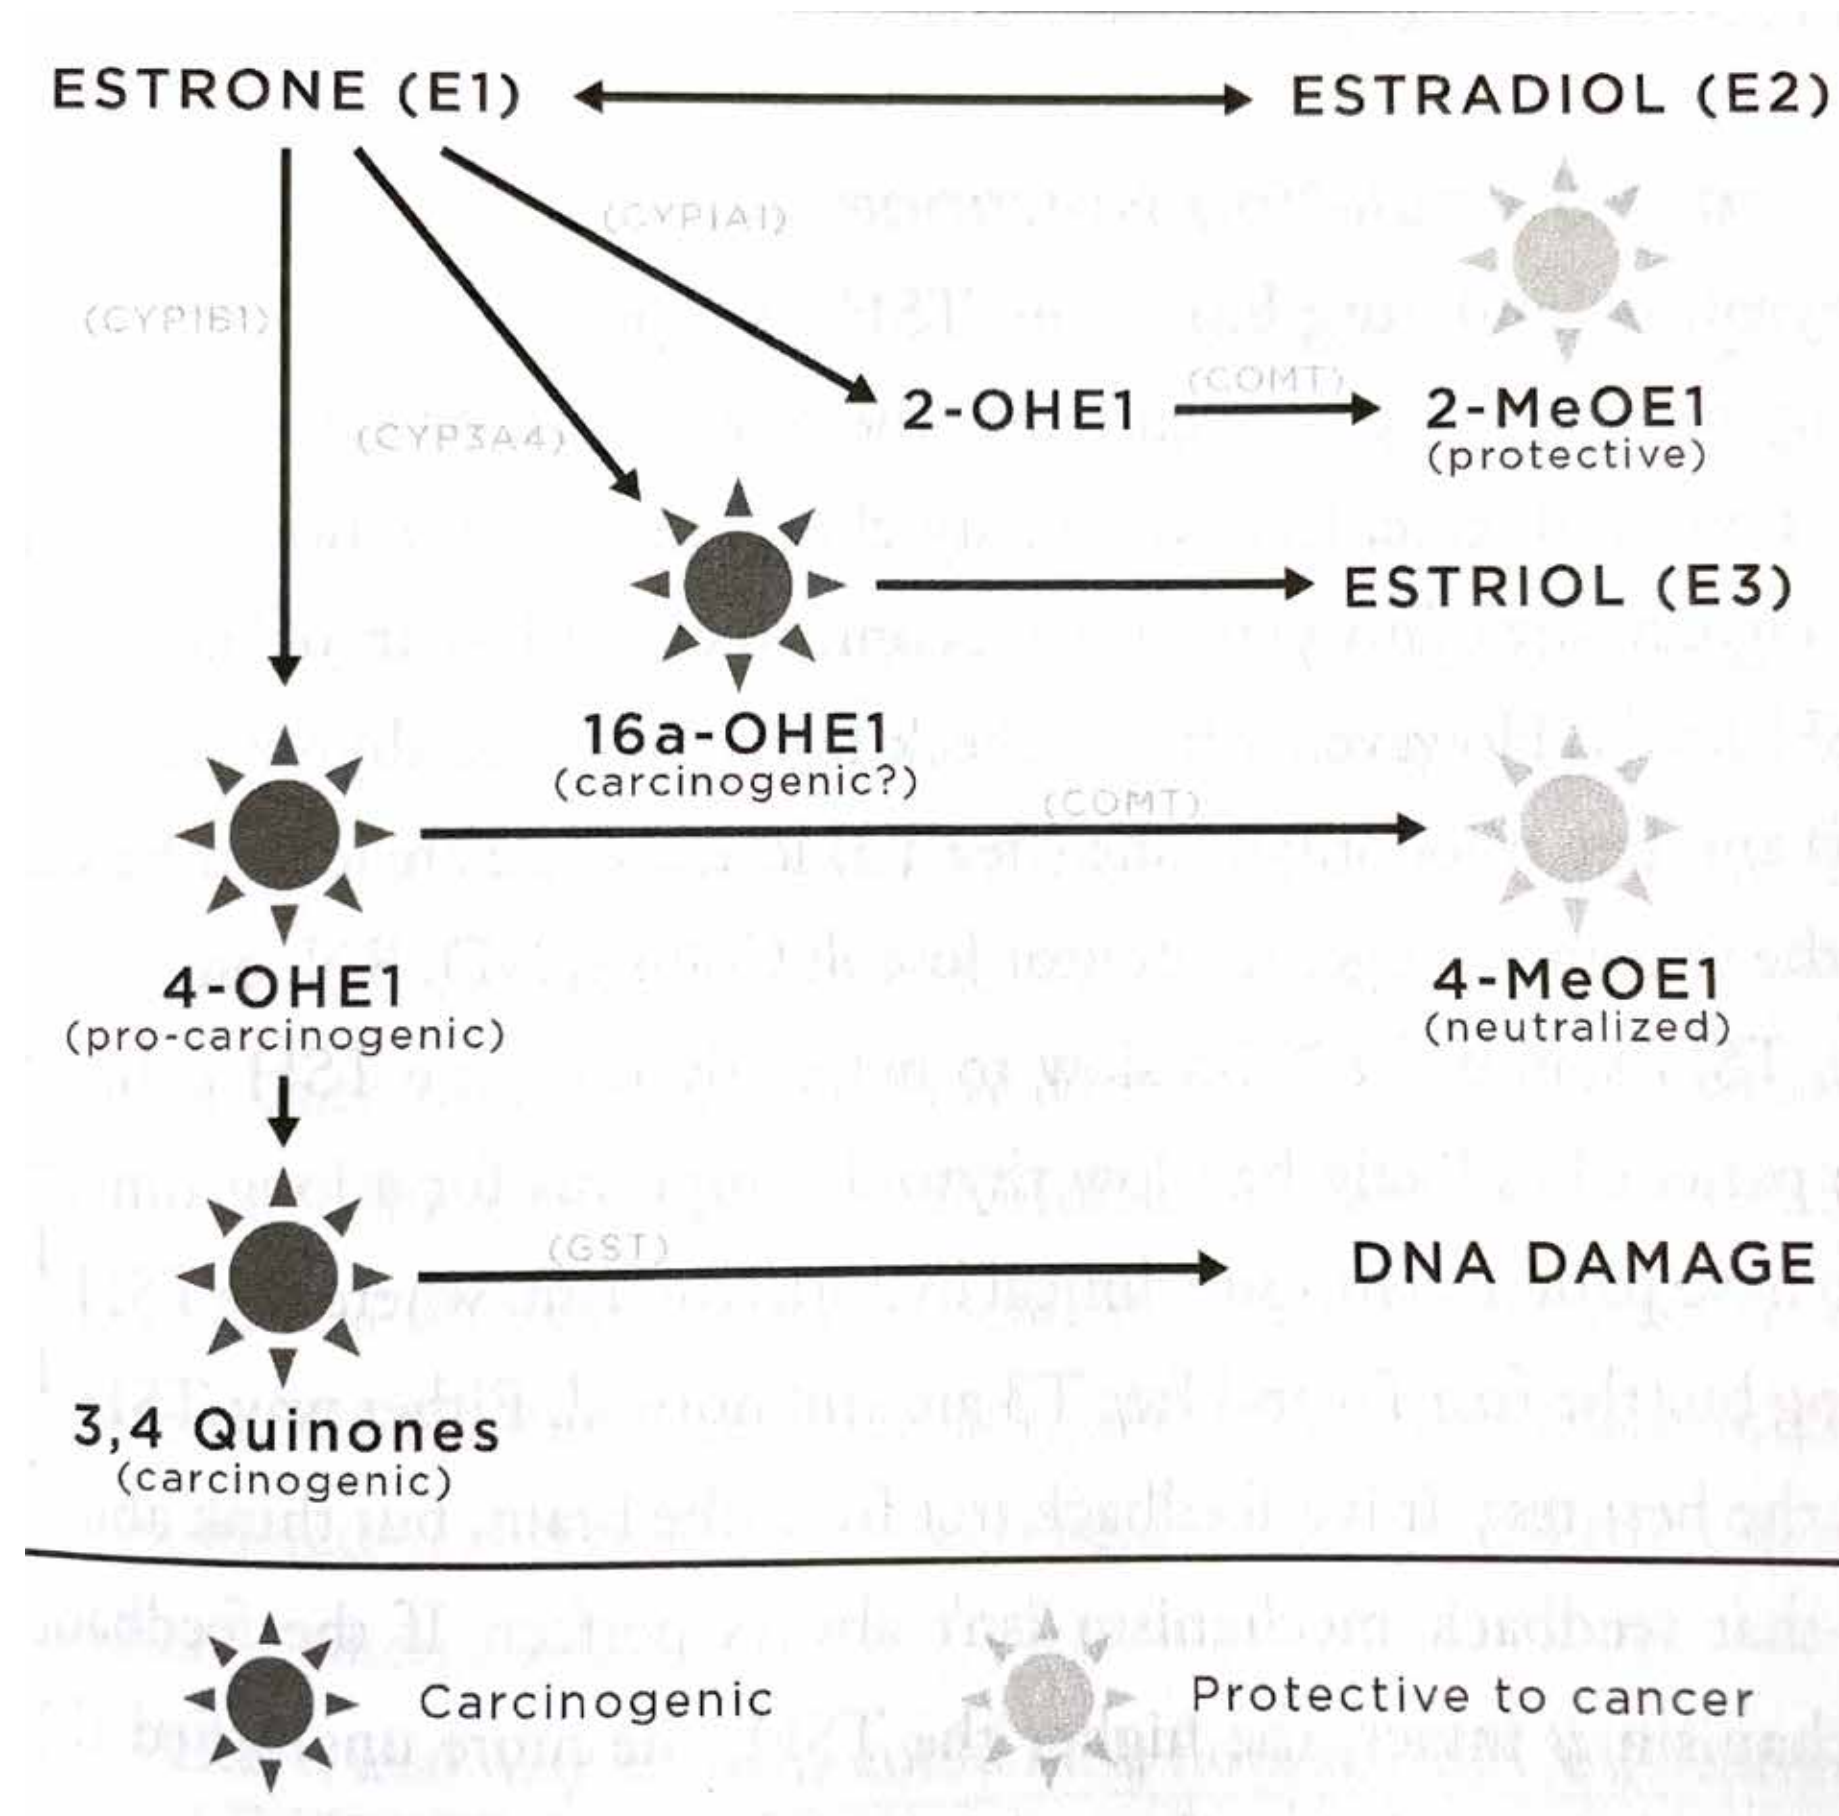 ESTRONE (E1)
ESTRADIOL (E2)
(CYP1A1)
(CYP1B1)
(COMT)
2-OHE1
2-MeOE1
(protective)
(CYP3A4)
ESTRIOL (E3)
16a-OHE1
(carcinogenic?)
(COMT)
4-OHE1
(pro-carcinogenic)
4-MeOE1
(neutralized)
(GST)
DNA DAMAGE
3,4 Quinones
(carcinogenic)
Carcinogenic
Protective to cancer